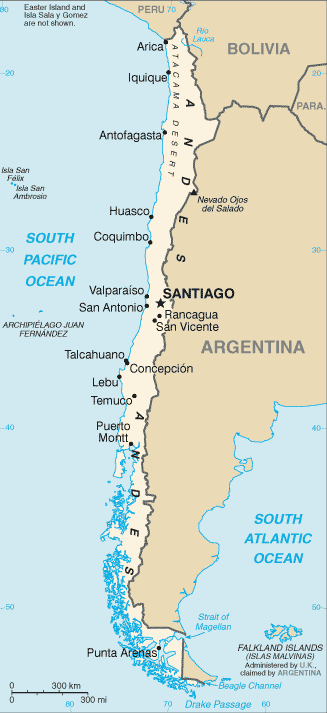 Easter Island and
Isla Sala y Gomez
are not shown.
80
PERU
70
Rio
Lauca
Arica
BOLIVIA
Iquique
20
20
ATACAMA DESERT
ANDES
PARA.
Antofagasta
Isla San
Félix
Isla San
Ambrosio
Nevado Ojos
del Salado
Huasco
Coquimbo
SOUTH
PACIFIC
OCEAN
30
30
Valparaíso
SANTIAGO
San Antonio
Rancagua
San Vicente
ARCHIPIÉLAGO JUAN
FERNÁNDEZ
ARGENTINA
Talcahuano
Concepción
Lebu
Temuco
Puerto
Montt
40
40
ANDES
SOUTH
ATLANTIC
OCEAN
50
50
Strait of
Magellan
FALKLAND ISLANDS
(ISLAS MALVINAS)
Administered by U.K.,
claimed by ARGENTINA
Punta Arenas
Beagle Channel
0 300 km
0 300 mi
80
70
Drake Passage
60